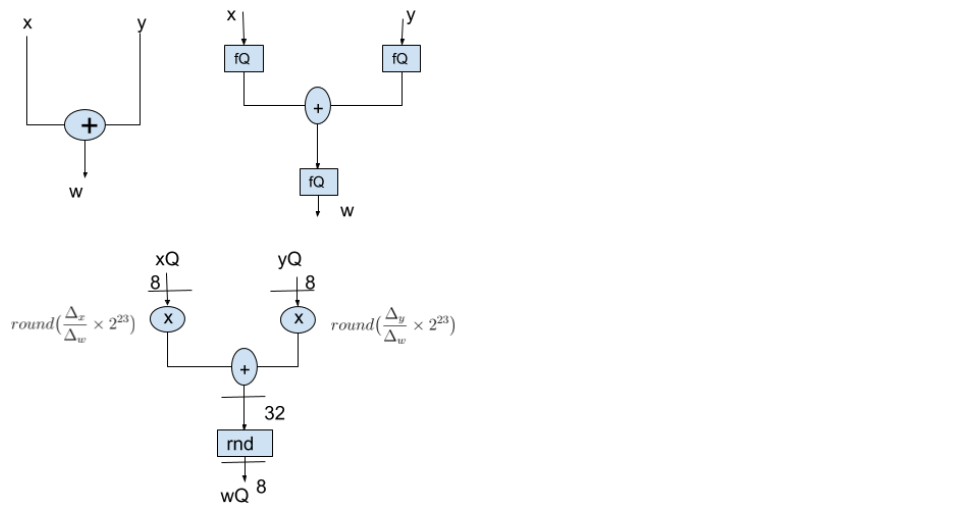 x y
+
w
x y
fQ fQ
+
fQ
w
xQ yQ
8 8
round(Δx/Δw × 2^23) x x round(Δy/Δw × 2^23)
+
32
rnd
wQ 8